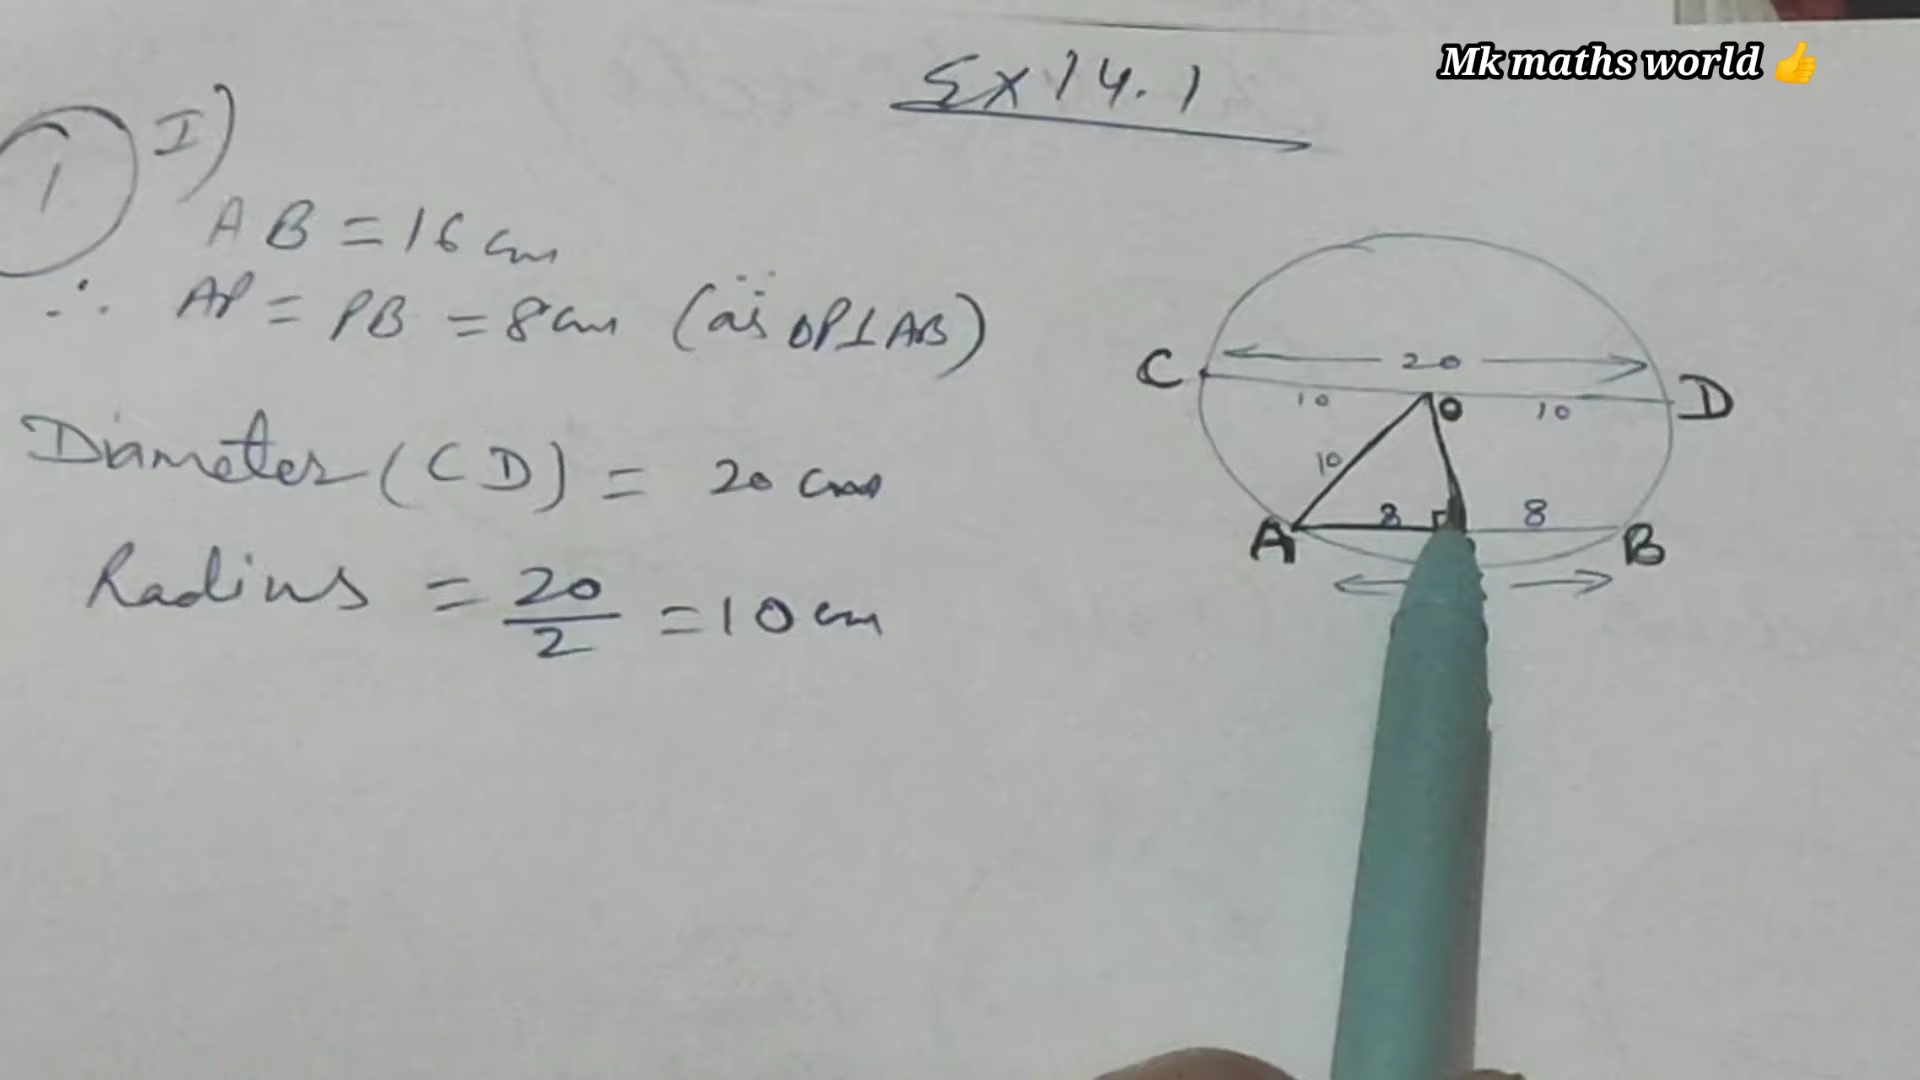 Mk maths world 👍
Ex 14.1
1 I)
AB = 16 cm
∴ AP = PB = 8 cm (as OP⊥AB)
Diameter (CD) = 20 cms
Radius = 20/2 = 10 cm
C 20 D
10 O 10
10
A 8 8 B